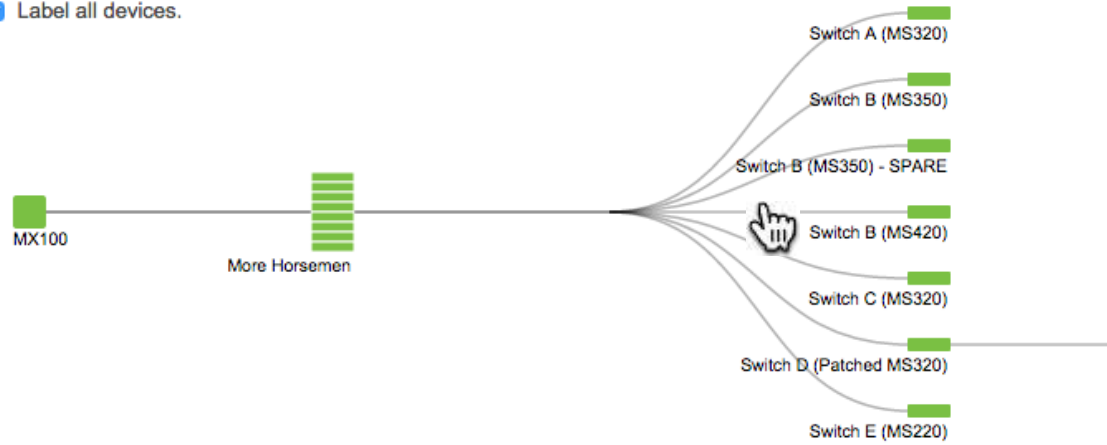 Label all devices.
Switch A (MS320)
Switch B (MS350)
Switch B (MS350) - SPARE
MX100
Switch B (MS420)
More Horsemen
Switch C (MS320)
Switch D (Patched MS320)
Switch E (MS220)